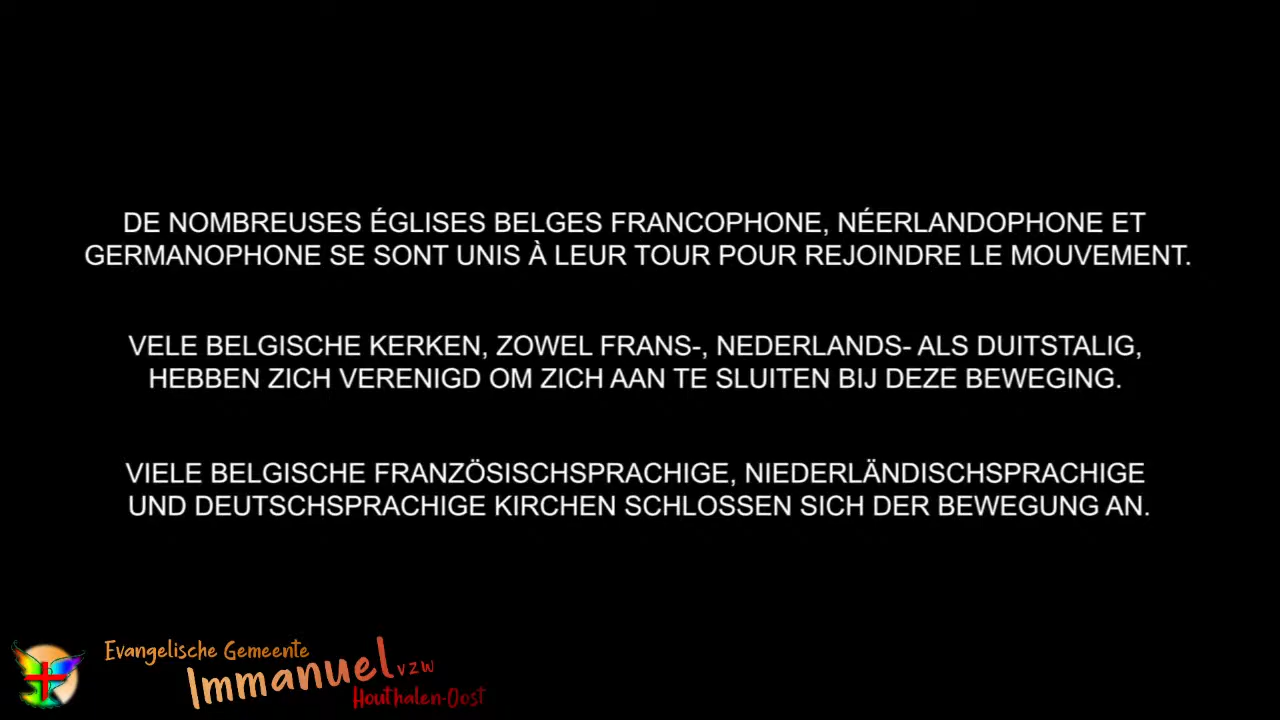 DE NOMBREUSES ÉGLISES BELGES FRANCOPHONE, NÉERLANDOPHONE ET
GERMANOPHONE SE SONT UNIS À LEUR TOUR POUR REJOINDRE LE MOUVEMENT.
VELE BELGISCHE KERKEN, ZOWEL FRANS-, NEDERLANDS- ALS DUITSTALIG,
HEBBEN ZICH VERENIGD OM ZICH AAN TE SLUITEN BIJ DEZE BEWEGING.
VIELE BELGISCHE FRANZÖSISCHSPRACHIGE, NIEDERLÄNDISCHSPRACHIGE
UND DEUTSCHSPRACHIGE KIRCHEN SCHLOSSEN SICH DER BEWEGUNG AN.
Evangelische Gemeente
Immanuel vzw
Houthalen-Oost